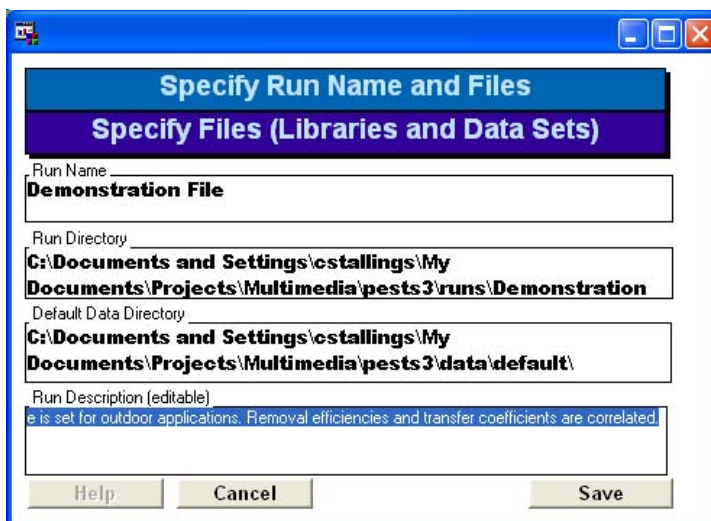 Specify Run Name and Files
Specify Files (Libraries and Data Sets)
Run Name
Demonstration File
Run Directory
C:\Documents and Settings\cstallings\My
Documents\Projects\Multimedia\pests3\runs\Demonstration
Default Data Directory
C:\Documents and Settings\cstallings\My
Documents\Projects\Multimedia\pests3\data\default\
Run Description (editable)
e is set for outdoor applications. Removal efficiencies and transfer coefficients are correlated.
Help Cancel Save